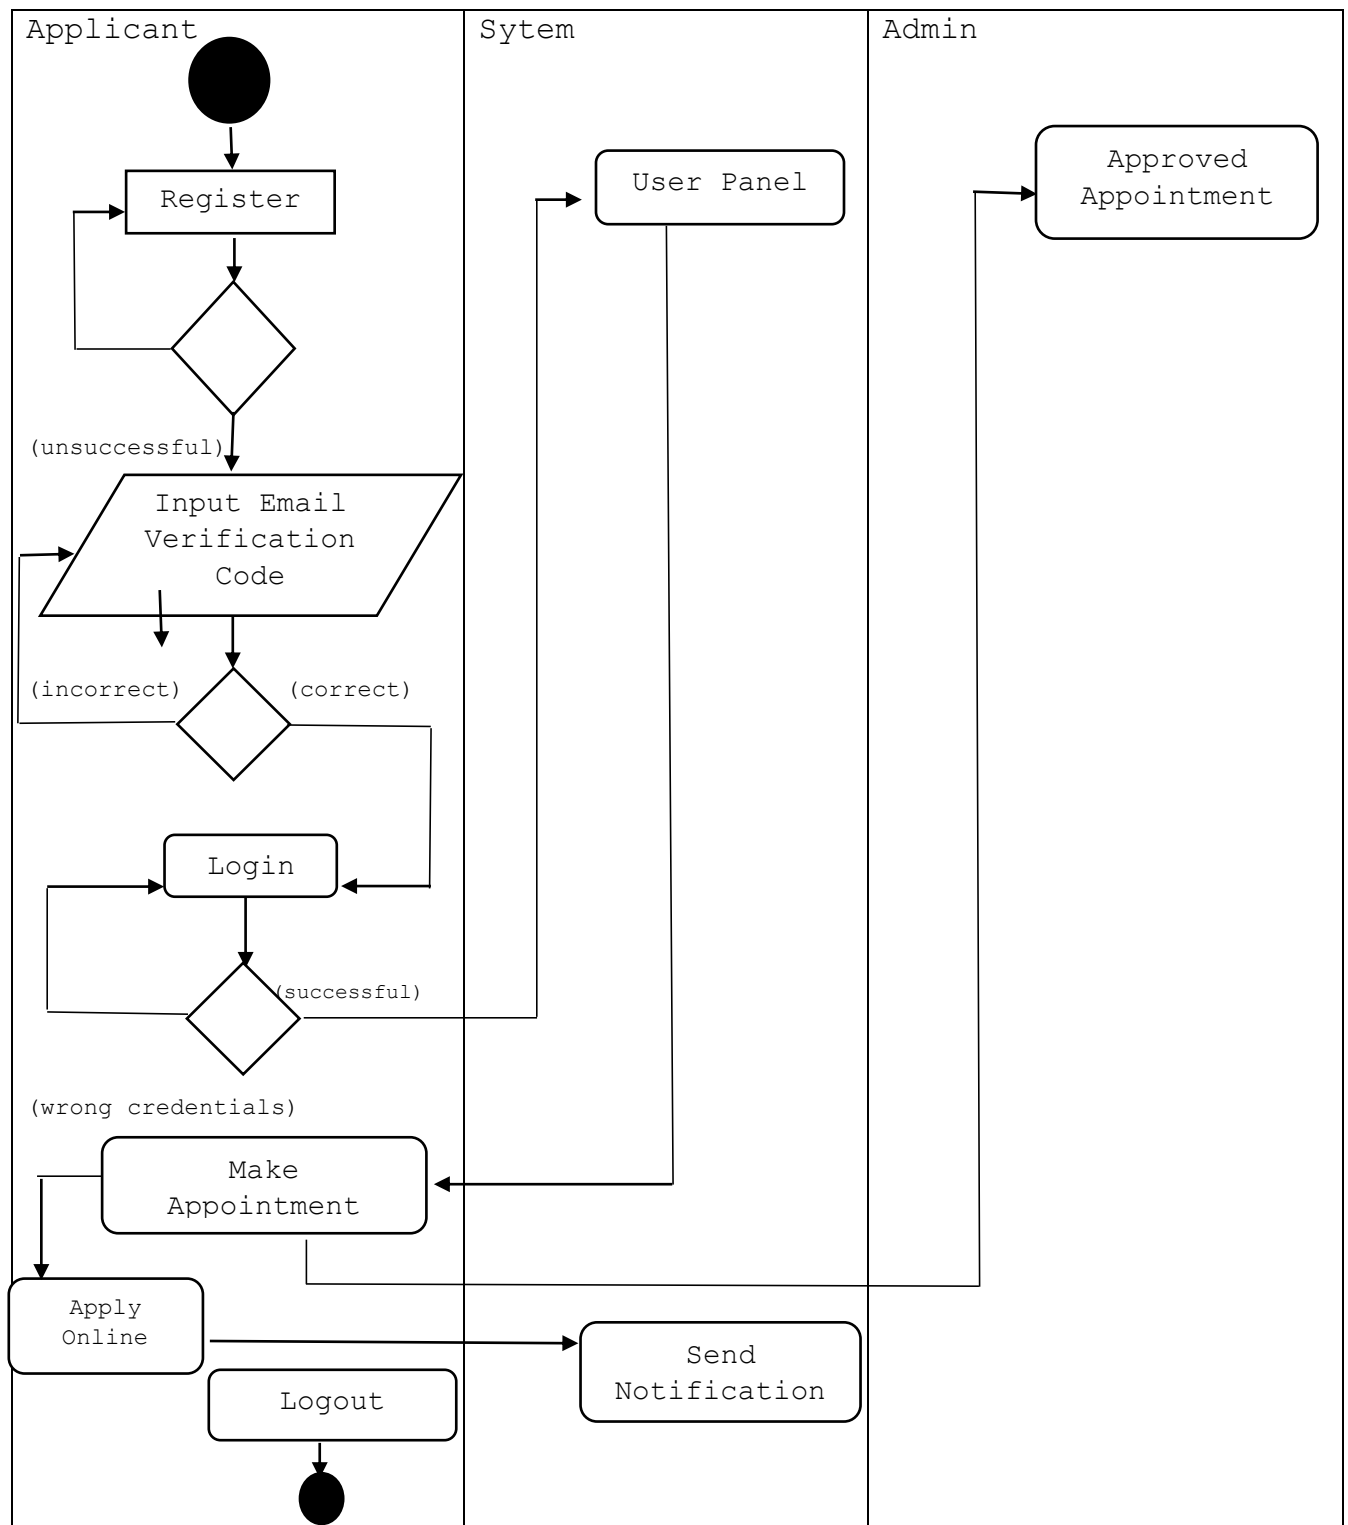 Applicant
Sytem
Admin
Register
User Panel
Approved
Appointment
(unsuccessful)
Input Email
Verification
Code
(incorrect)
(correct)
Login
(successful)
(wrong credentials)
Make
Appointment
Apply
Online
Send
Notification
Logout